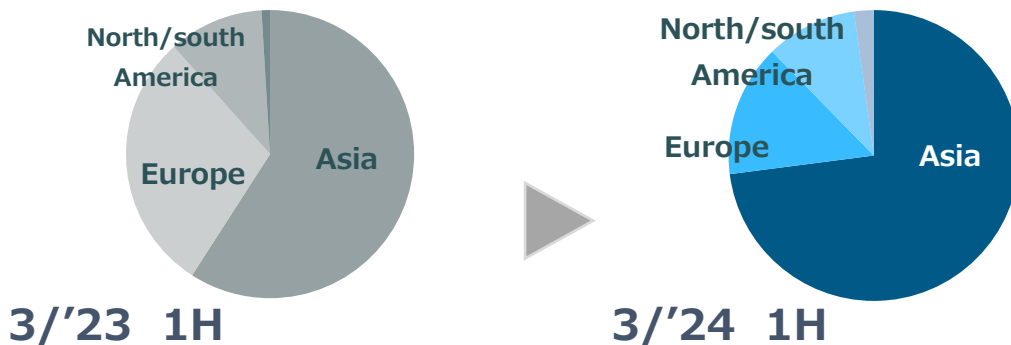 North/south
America
Europe
Asia
3/’23 1H
North/south
America
Europe
Asia
3/’24 1H